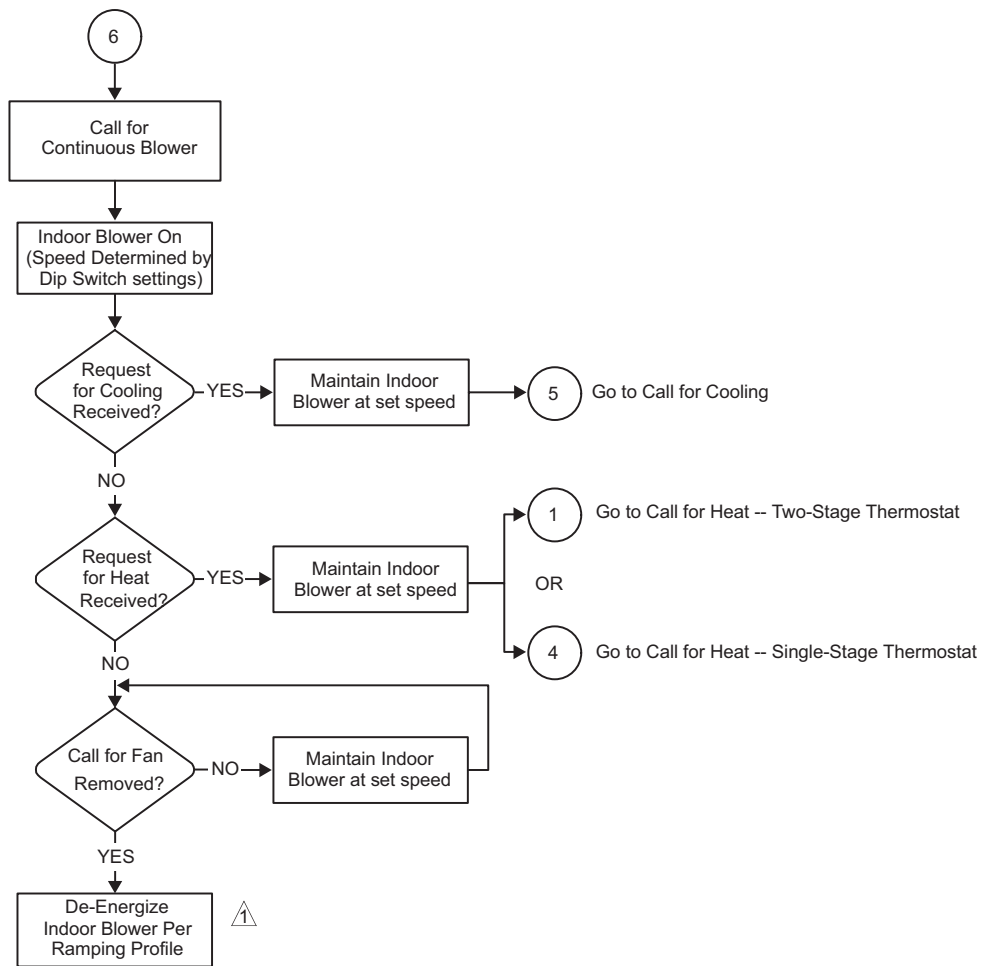 6
Call for
Continuous Blower
Indoor Blower On
(Speed Determined by
Dip Switch settings)
Request
for Cooling
Received?
YES
Maintain Indoor
Blower at set speed
5
Go to Call for Cooling
NO
Request
for Heat
Received?
YES
Maintain Indoor
Blower at set speed
1
Go to Call for Heat -- Two-Stage Thermostat
OR
4
Go to Call for Heat -- Single-Stage Thermostat
NO
Call for Fan
Removed?
NO
Maintain Indoor
Blower at set speed
YES
De-Energize
Indoor Blower Per
Ramping Profile
1